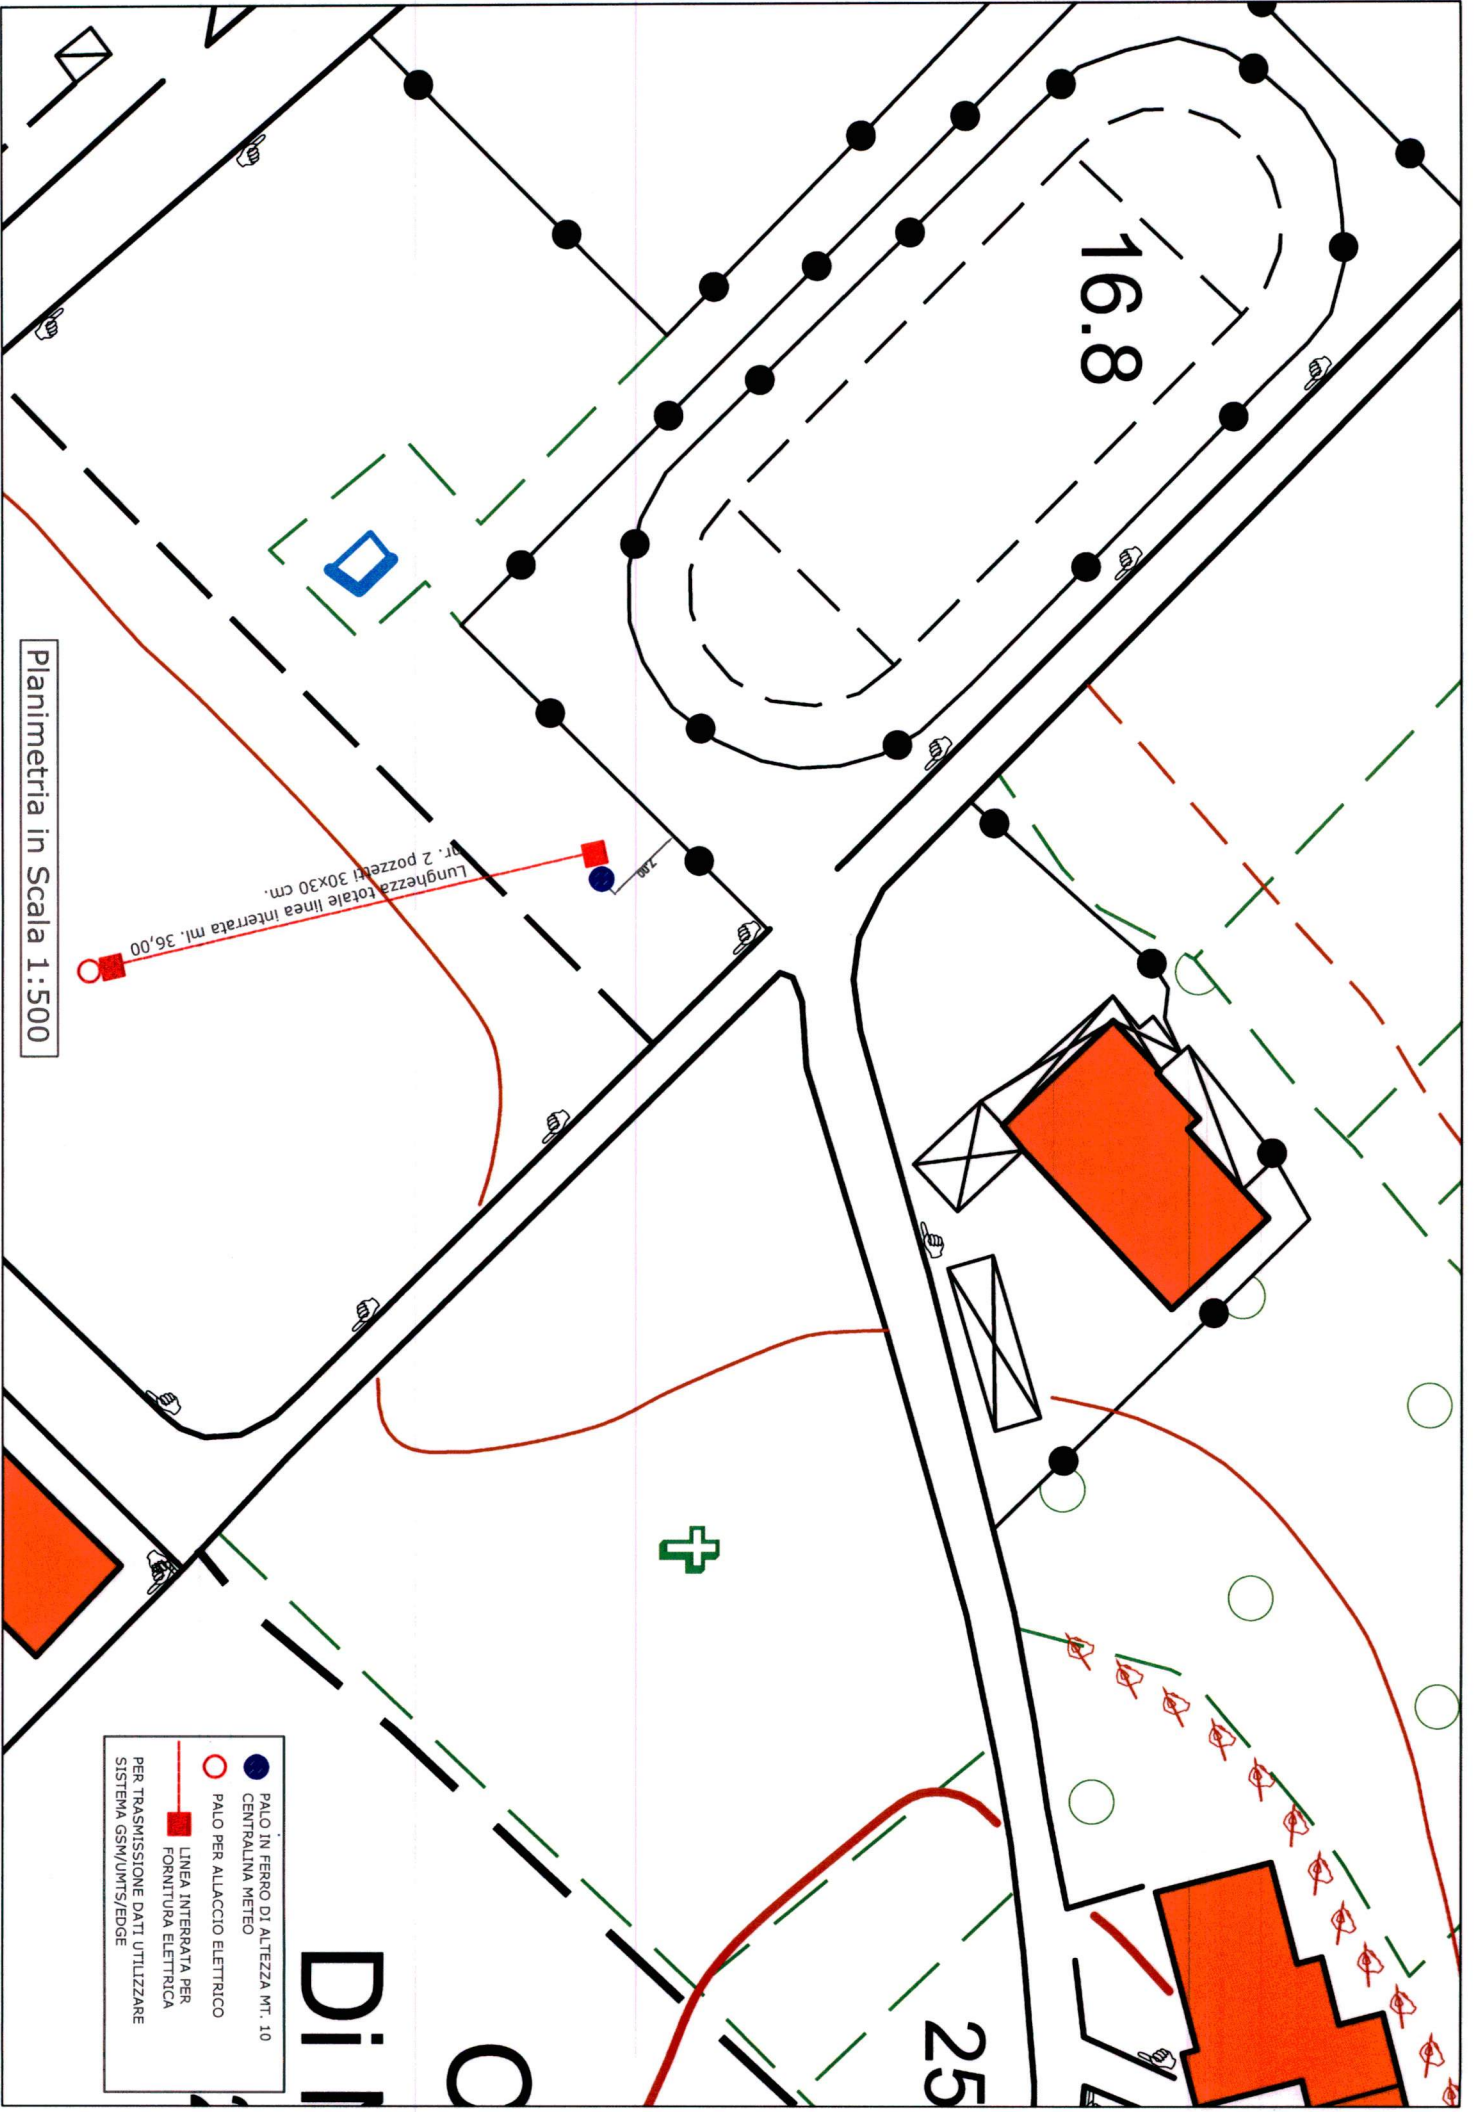 16.8
7.00
nr. 2 pozzetti 30x30 cm.
Lunghezza totale linea interrata ml. 36,00
Planimetria in Scala 1:500
25
O
Di
PALO IN FERRO DI ALTEZZA MT. 10
CENTRALINA METEO
PALO PER ALLACCIO ELETTRICO
LINEA INTERRATA PER
FORNITURA ELETTRICA
PER TRASMISSIONE DATI UTILIZZARE
SISTEMA GSM/UMTS/EDGE